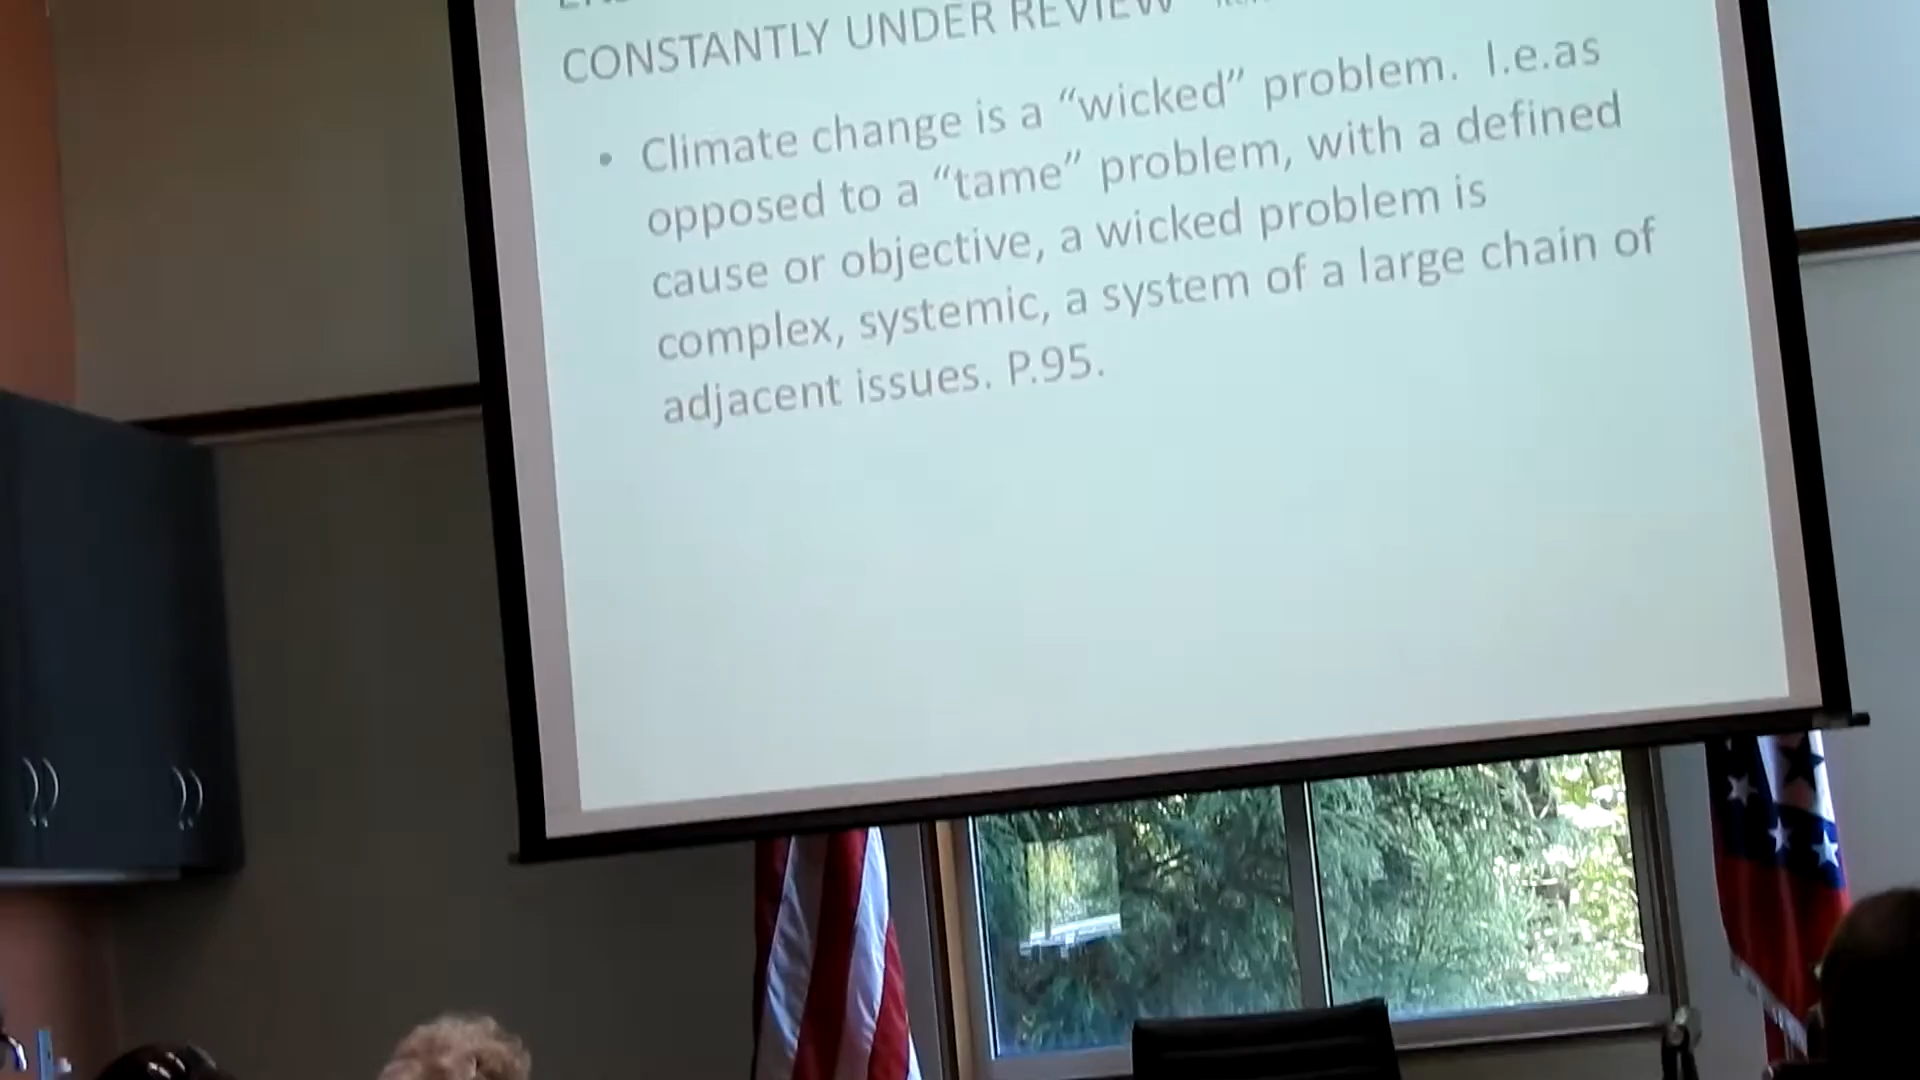 CONSTANTLY UNDER REVIEW
• Climate change is a “wicked” problem. I.e.as
opposed to a “tame” problem, with a defined
cause or objective, a wicked problem is
complex, systemic, a system of a large chain of
adjacent issues. P.95.